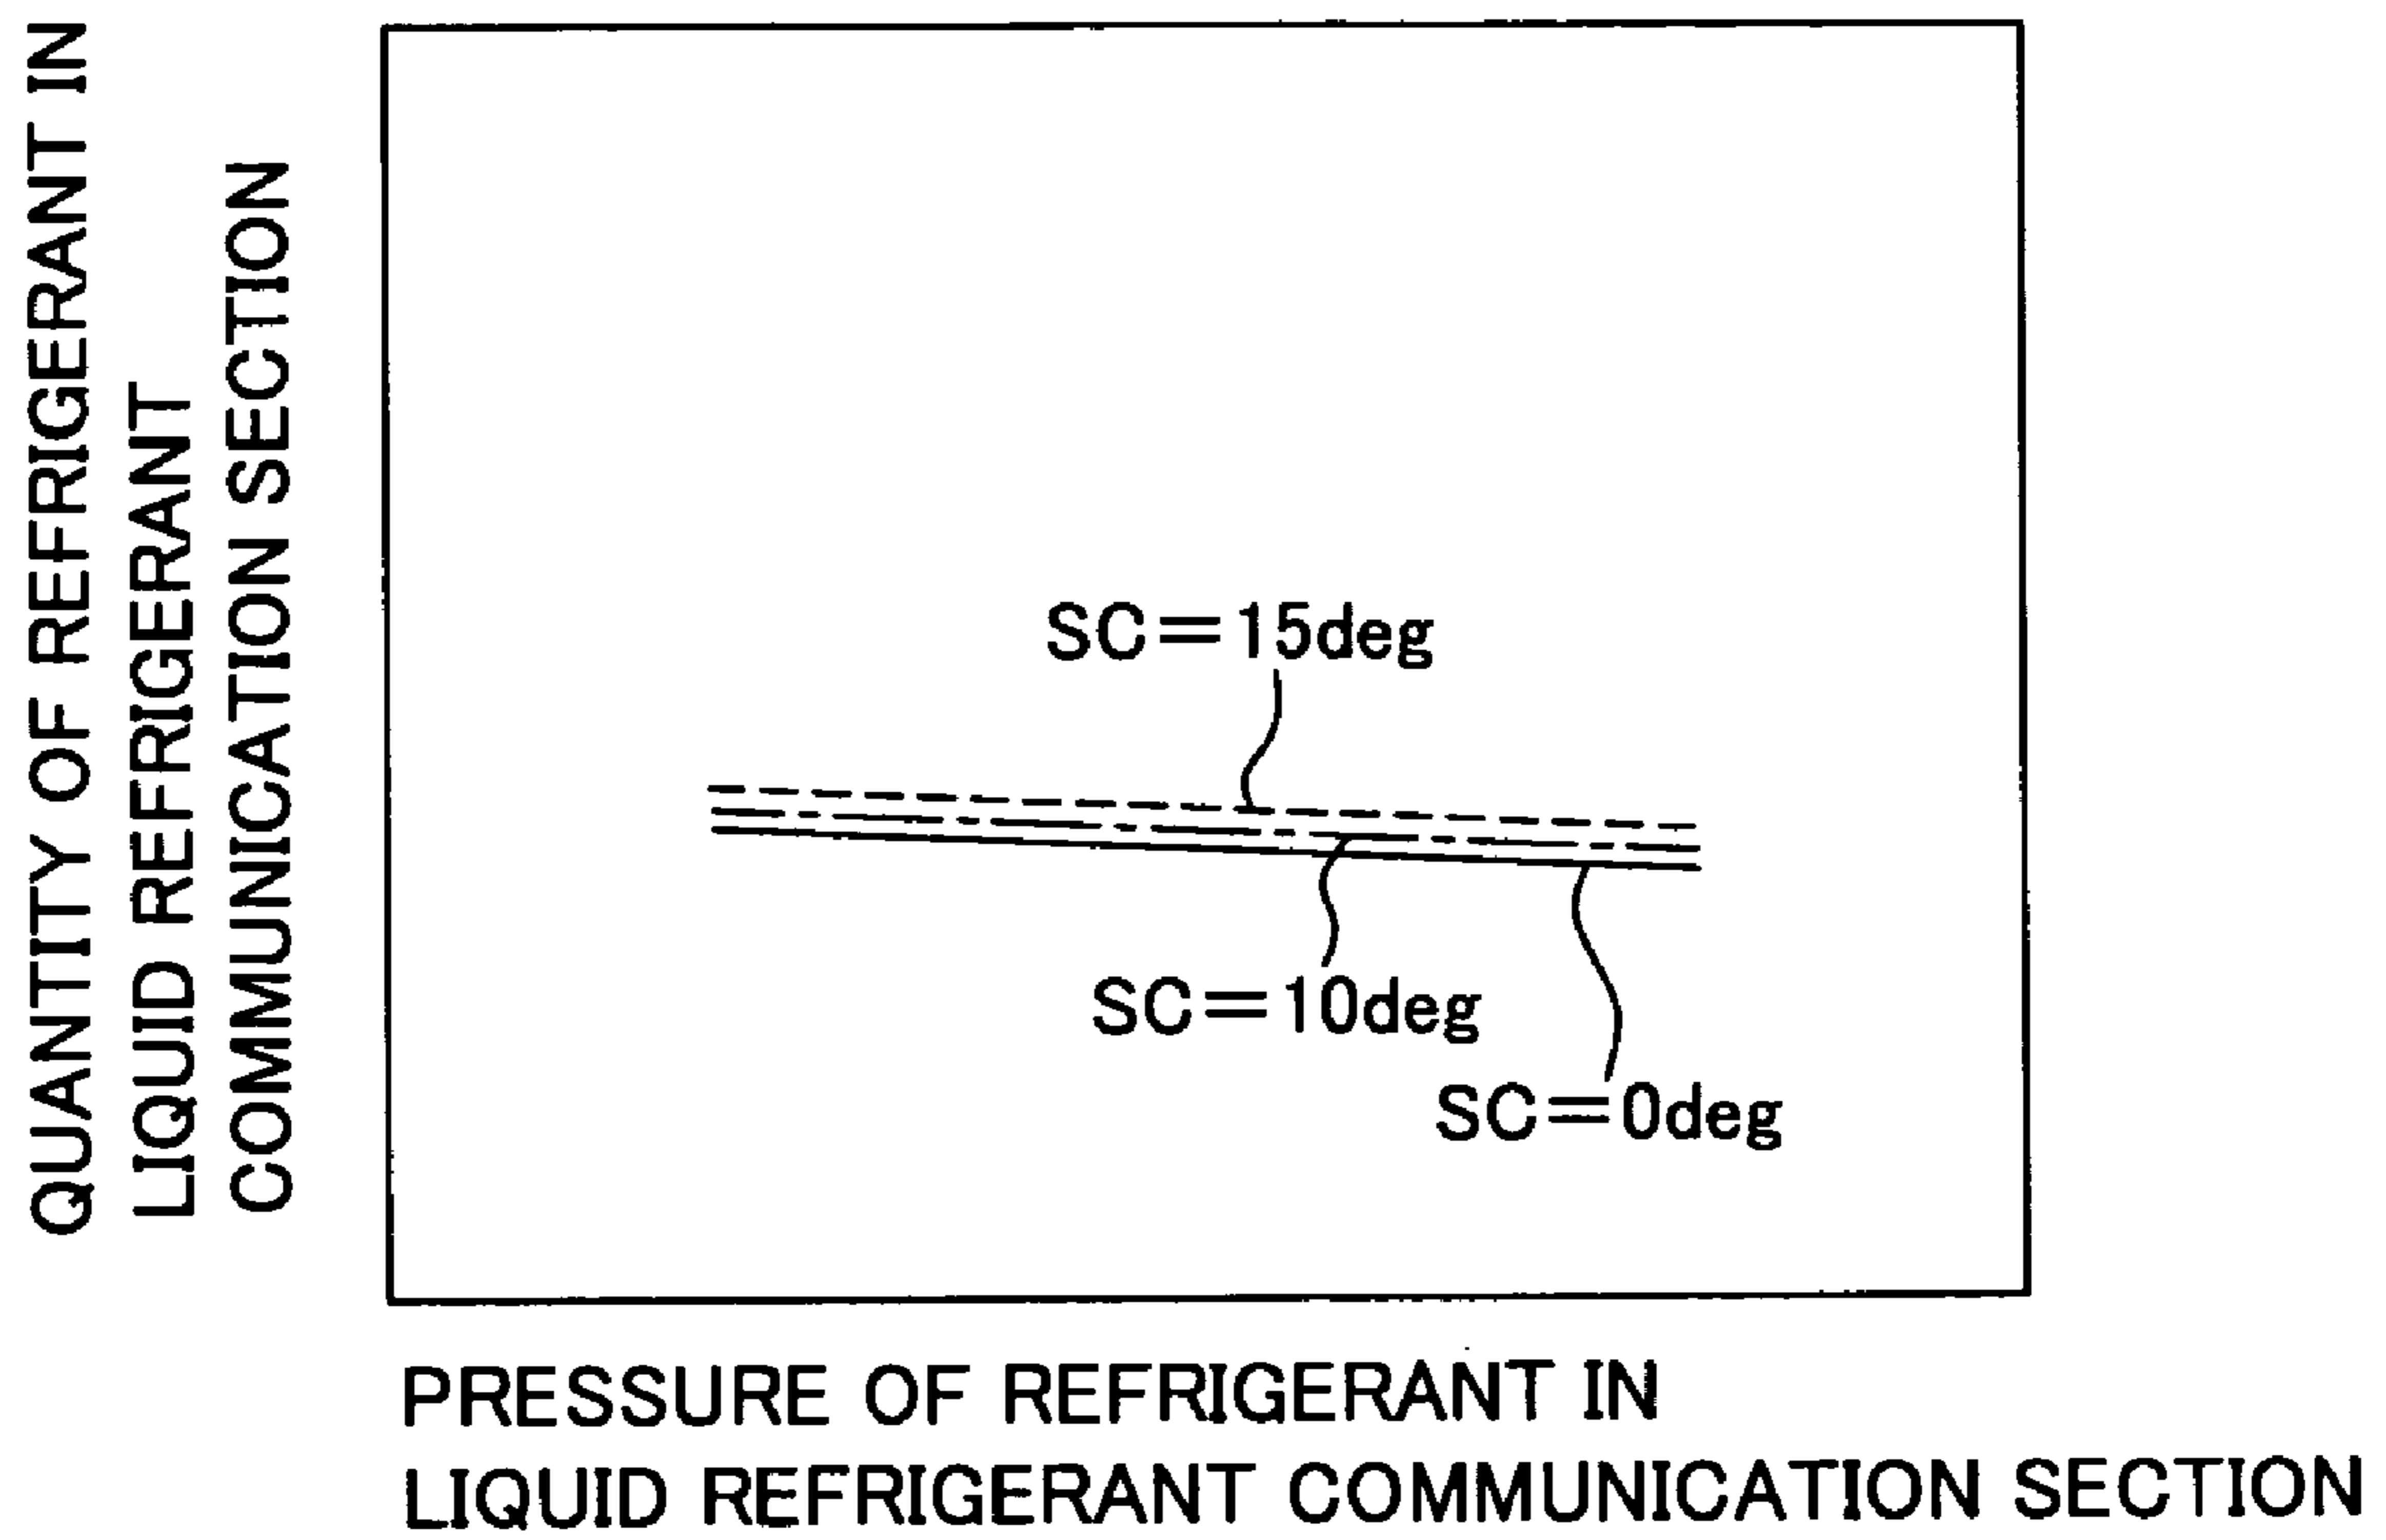 QUANTITY OF REFRIGERANT IN
LIQUID REFRIGERANT
COMMUNICATION SECTION
SC=15deg
SC=10deg
SC=0deg
PRESSURE OF REFRIGERANT IN
LIQUID REFRIGERANT COMMUNICATION SECTION